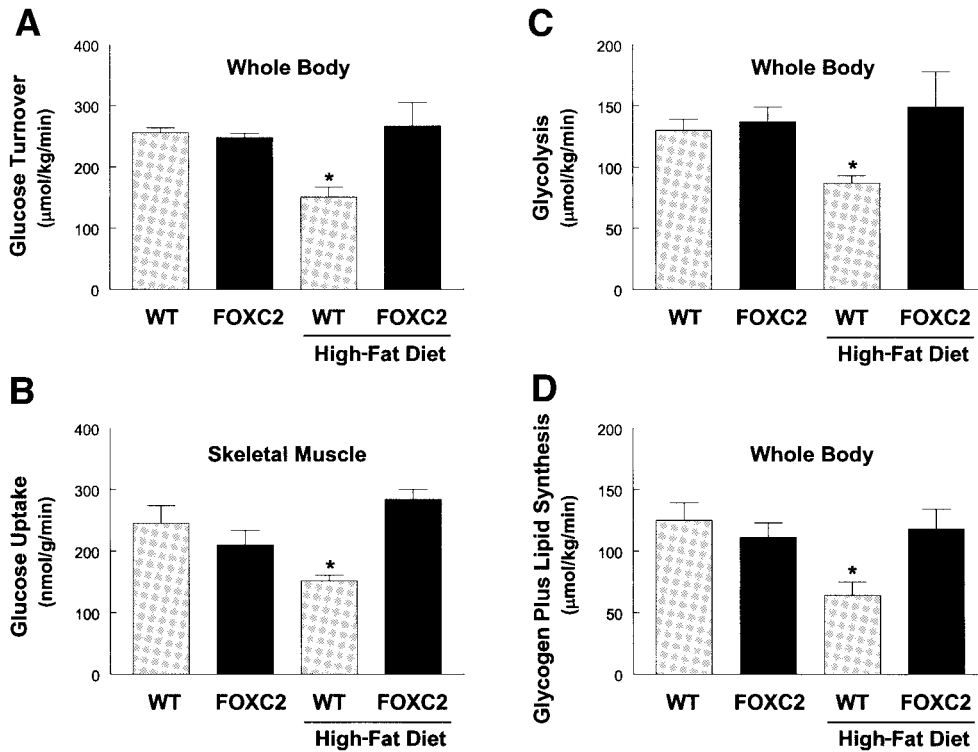 A
Whole Body
Glucose Turnover
(μmol/kg/min)
400
300
200
100
0
*
WT
FOXC2
WT
FOXC2
High-Fat Diet
B
Skeletal Muscle
Glucose Uptake
(nmol/g/min)
400
300
200
100
0
*
WT
FOXC2
WT
FOXC2
High-Fat Diet
C
Whole Body
Glycolysis
(μmol/kg/min)
200
150
100
50
0
*
WT
FOXC2
WT
FOXC2
High-Fat Diet
D
Whole Body
Glycogen Plus Lipid Synthesis
(μmol/kg/min)
200
150
100
50
0
*
WT
FOXC2
WT
FOXC2
High-Fat Diet